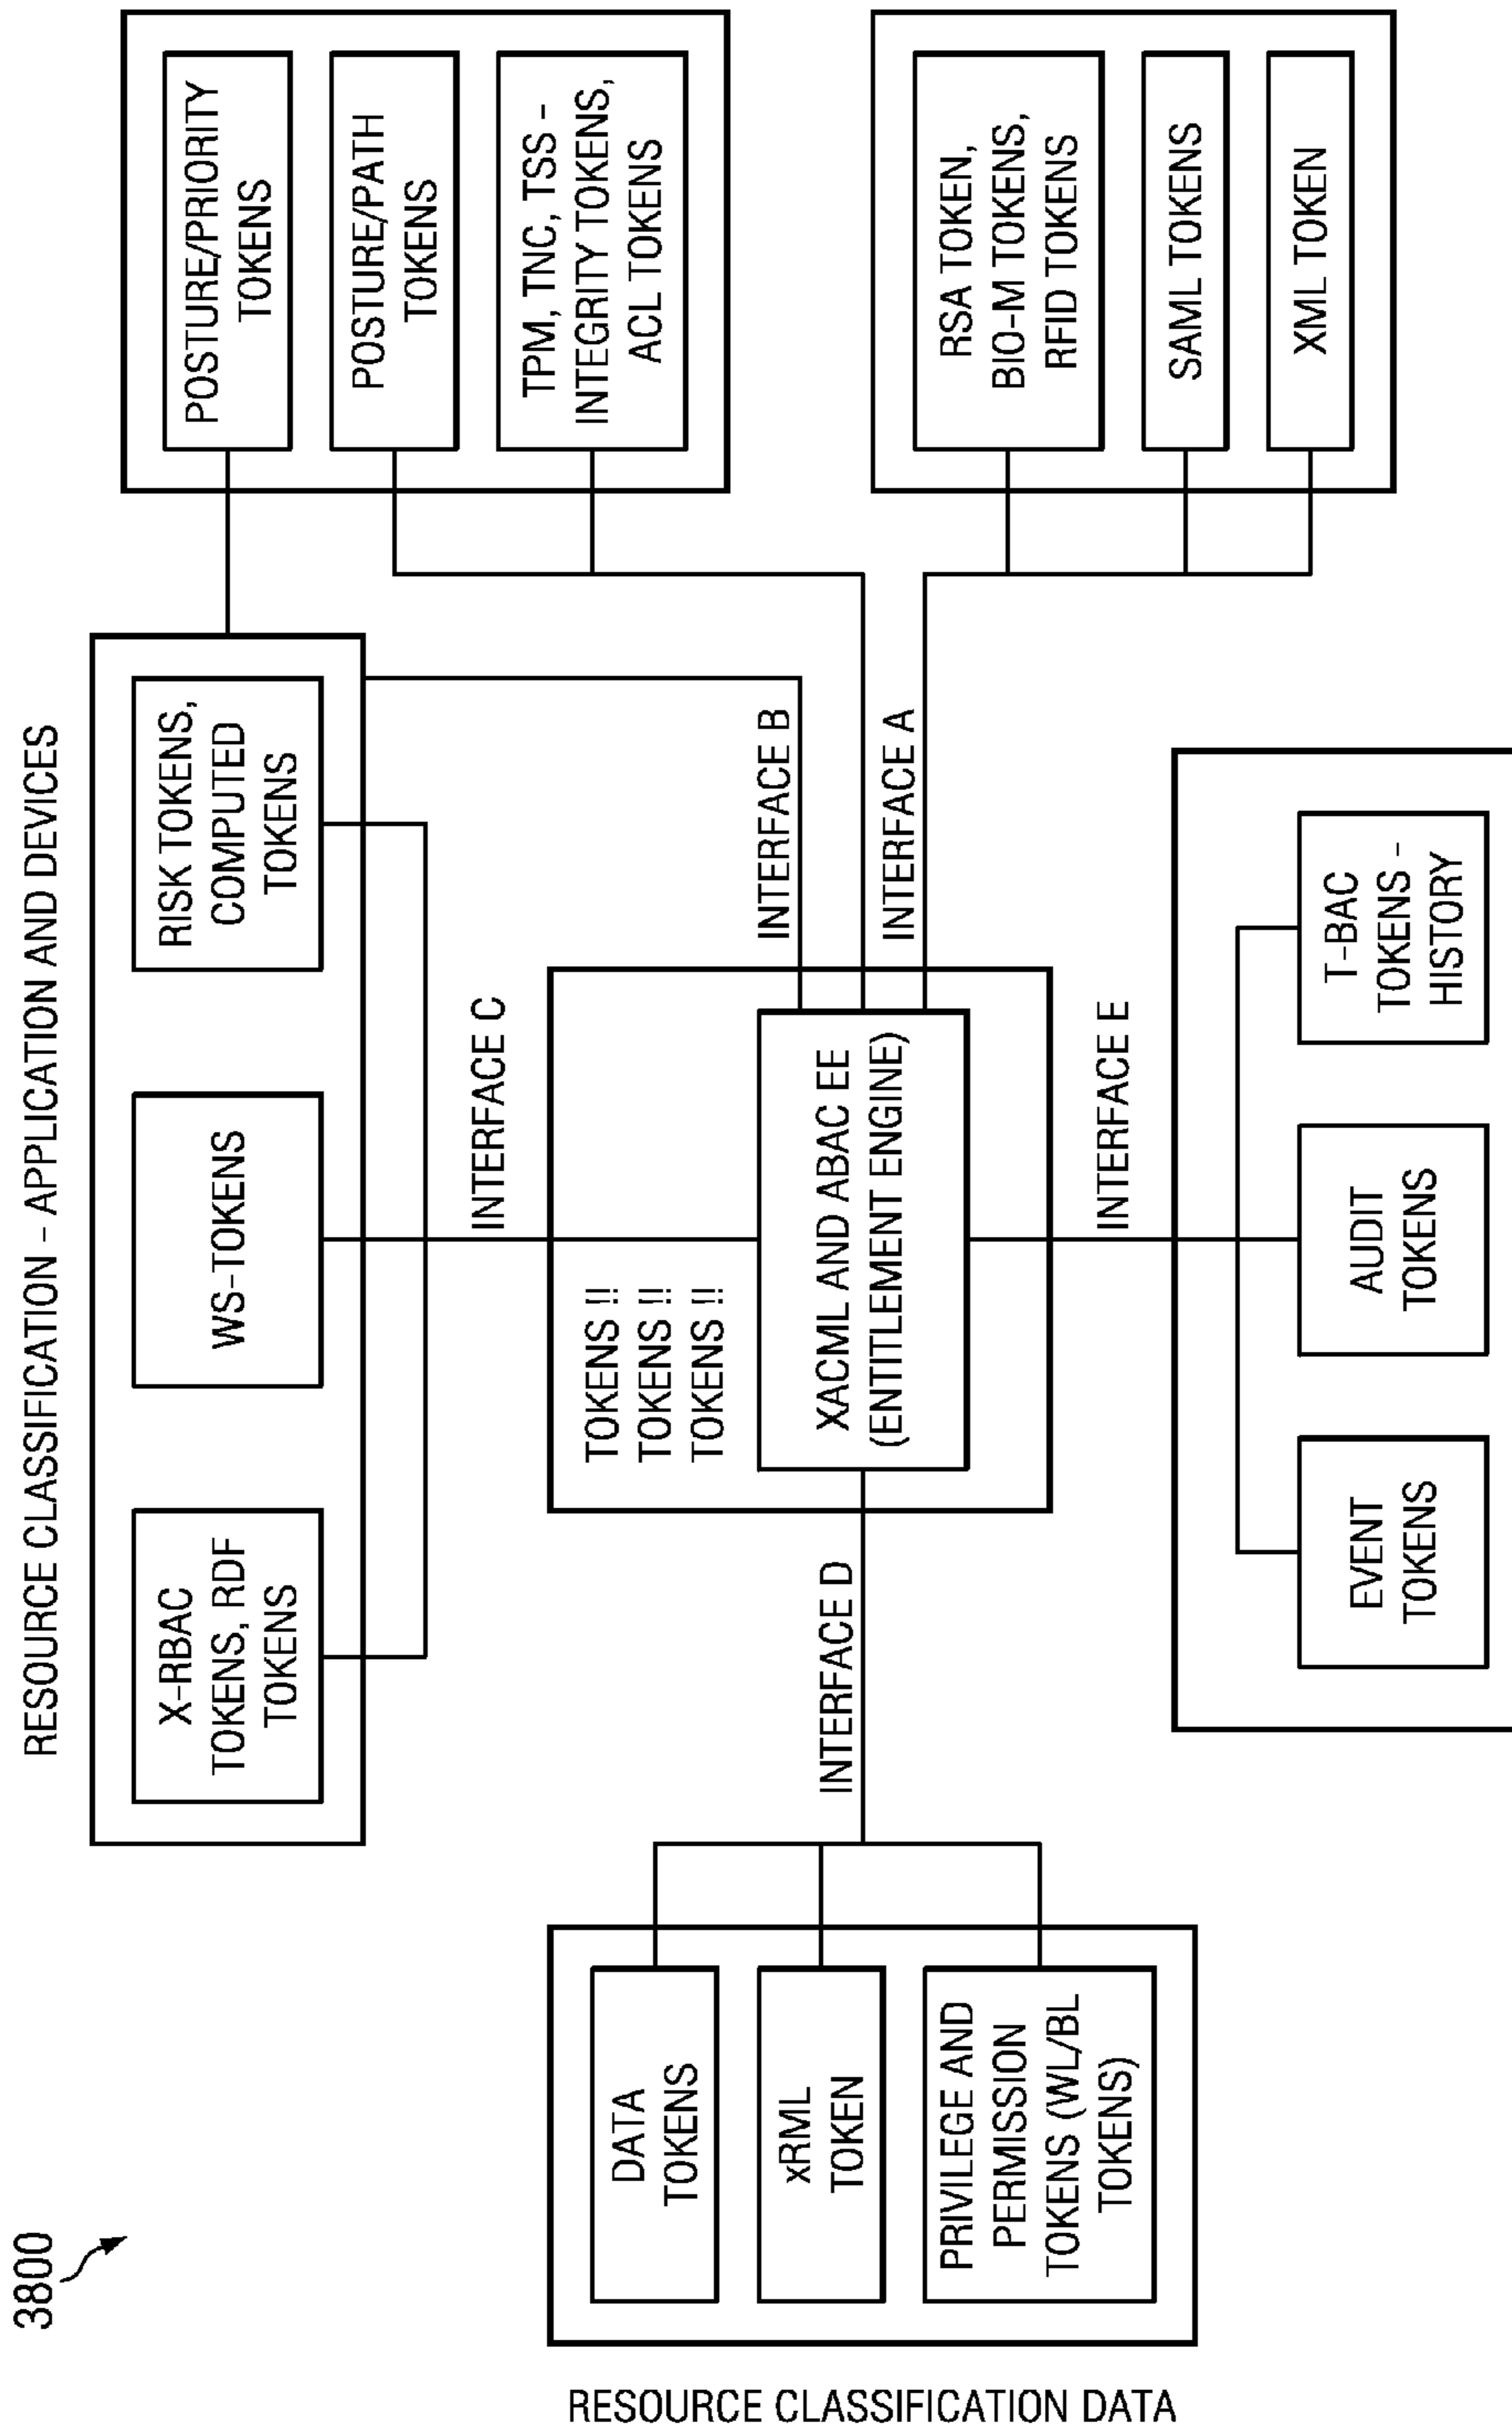 3800
RESOURCE CLASSIFICATION - APPLICATION AND DEVICES
X-RBAC
TOKENS, RDF
TOKENS
WS-TOKENS
RISK TOKENS,
COMPUTED
TOKENS
POSTURE/PRIORITY
TOKENS
POSTURE/PATH
TOKENS
TPM, TNC, TSS -
INTEGRITY TOKENS,
ACL TOKENS
INTERFACE C
INTERFACE B
INTERFACE A
TOKENS !!
TOKENS !!
TOKENS !!
XACML AND ABAC EE
(ENTITLEMENT ENGINE)
INTERFACE D
INTERFACE E
RESOURCE CLASSIFICATION DATA
DATA
TOKENS
xRML
TOKEN
PRIVILEGE AND
PERMISSION
TOKENS (WL/BL
TOKENS)
RSA TOKEN,
BIO-M TOKENS,
RFID TOKENS
SAML TOKENS
XML TOKEN
EVENT
TOKENS
AUDIT
TOKENS
T-BAC
TOKENS -
HISTORY